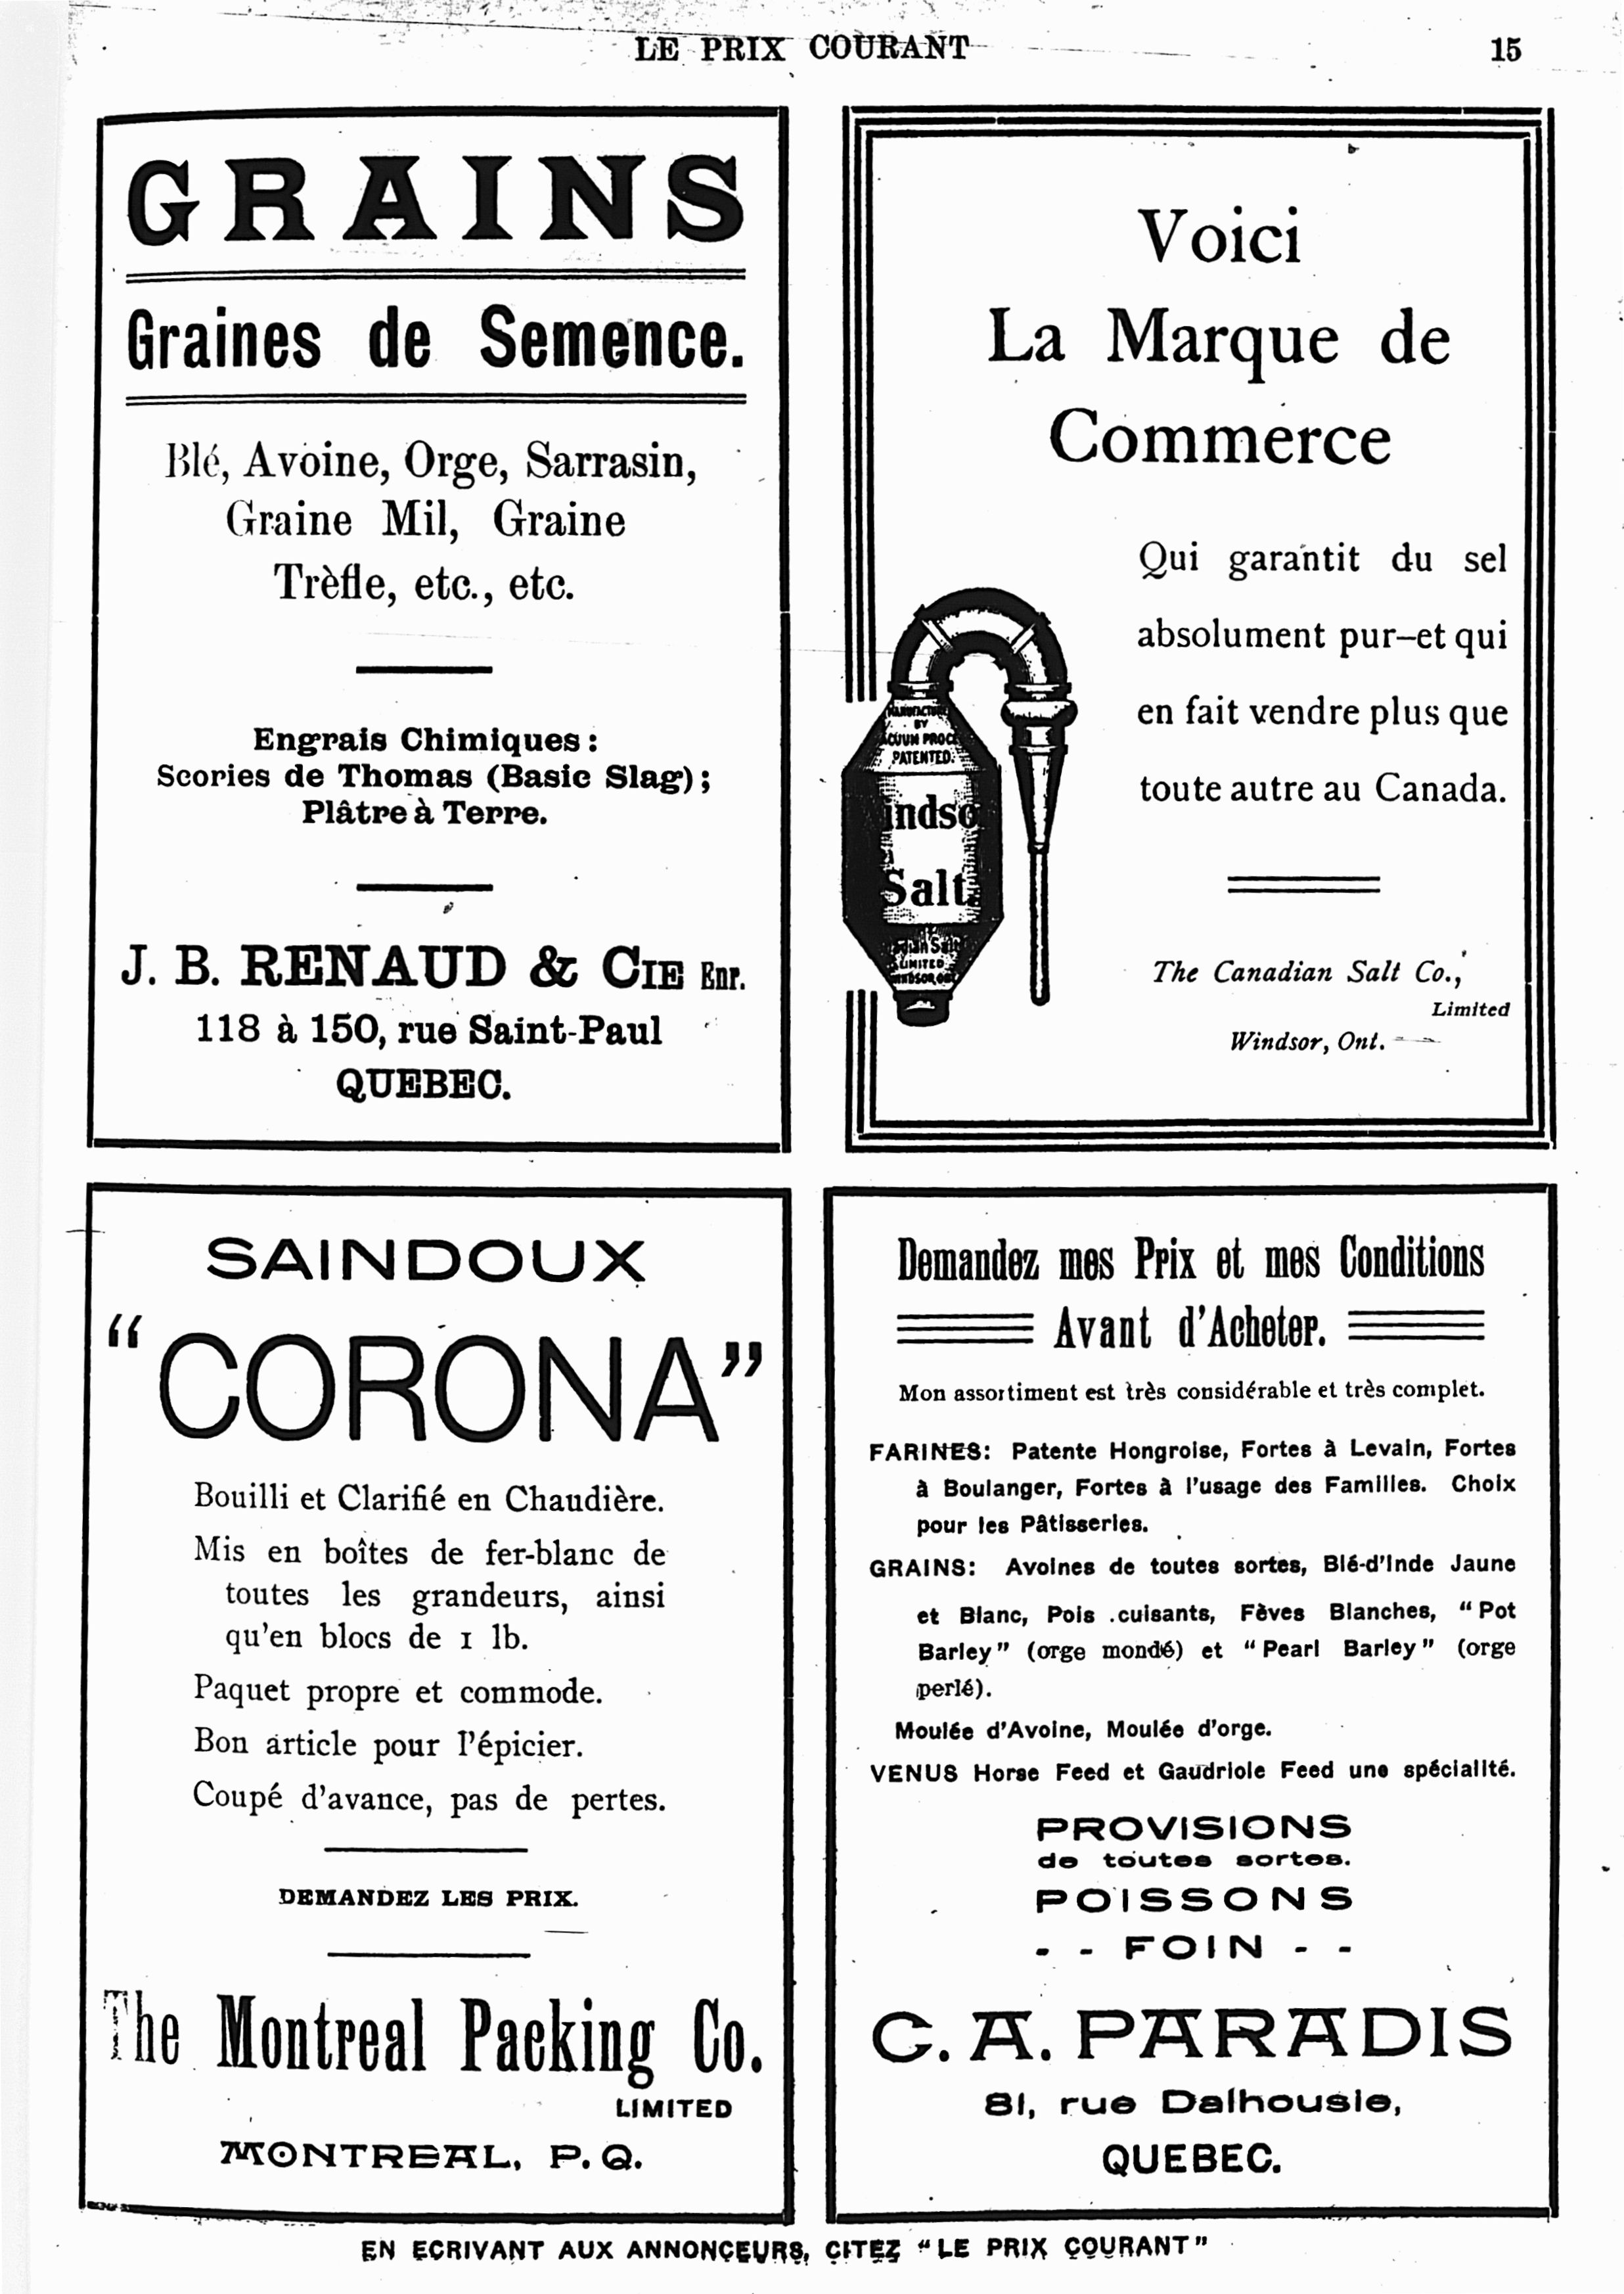 LE PRIX COURANT
15
GRAINS
Graines de Semence.
Blé, Avoine, Orge, Sarrasin,
Graine Mil, Graine
Trèfle, etc., etc.
Engrais Chimiques :
Scories de Thomas (Basic Slag) ;
Plâtre à Terre.
J. B. RENAUD & CIE Enr.
118 à 150, rue Saint-Paul
QUEBEC.
Voici
La Marque de
Commerce
Qui garantit du sel
absolument pur—et qui
en fait vendre plus que
toute autre au Canada.
BY
PATENTED.
indso
Salt
LIMITED
The Canadian Salt Co.,
Limited
Windsor, Ont.
SAINDOUX
“CORONA”
Bouilli et Clarifié en Chaudière.
Mis en boîtes de fer-blanc de
toutes les grandeurs, ainsi
qu'en blocs de 1 lb.
Paquet propre et commode.
Bon article pour l'épicier.
Coupé d'avance, pas de pertes.
DEMANDEZ LES PRIX.
The Montreal Packing Co.
LIMITED
MONTREAL, P. Q.
Demandez mes Prix et mes Conditions
Avant d'Acheter.
Mon assortiment est très considérable et très complet.
FARINES: Patente Hongroise, Fortes à Levain, Fortes
à Boulanger, Fortes à l'usage des Familles. Choix
pour les Pâtisseries.
GRAINS: Avoines de toutes sortes, Blé-d'Inde Jaune
et Blanc, Pois cuisants, Fèves Blanches, “Pot
Barley” (orge mondé) et “Pearl Barley” (orge
perlé).
Moulée d'Avoine, Moulée d'orge.
VENUS Horse Feed et Gaudriole Feed une spécialité.
PROVISIONS
de toutes sortes.
POISSONS
- - FOIN - -
C. A. PARADIS
81, rue Dalhousie,
QUEBEC.
EN ECRIVANT AUX ANNONCEURS, CITEZ “LE PRIX COURANT”